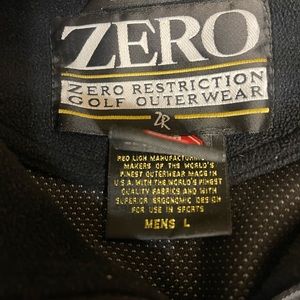 ZERO
ZERO RESTRICTION
GOLF OUTERWEAR
ZR
RED LION MANUFACTURING
MAKERS OF THE WORLD'S
FINEST OUTERWEAR MADE IN
U.S.A. WITH THE WORLD'S FINEST
QUALITY FABRICS AND WITH
SUPERIOR ERGONOMIC DESIGN
FOR USE IN SPORTS
MENS L